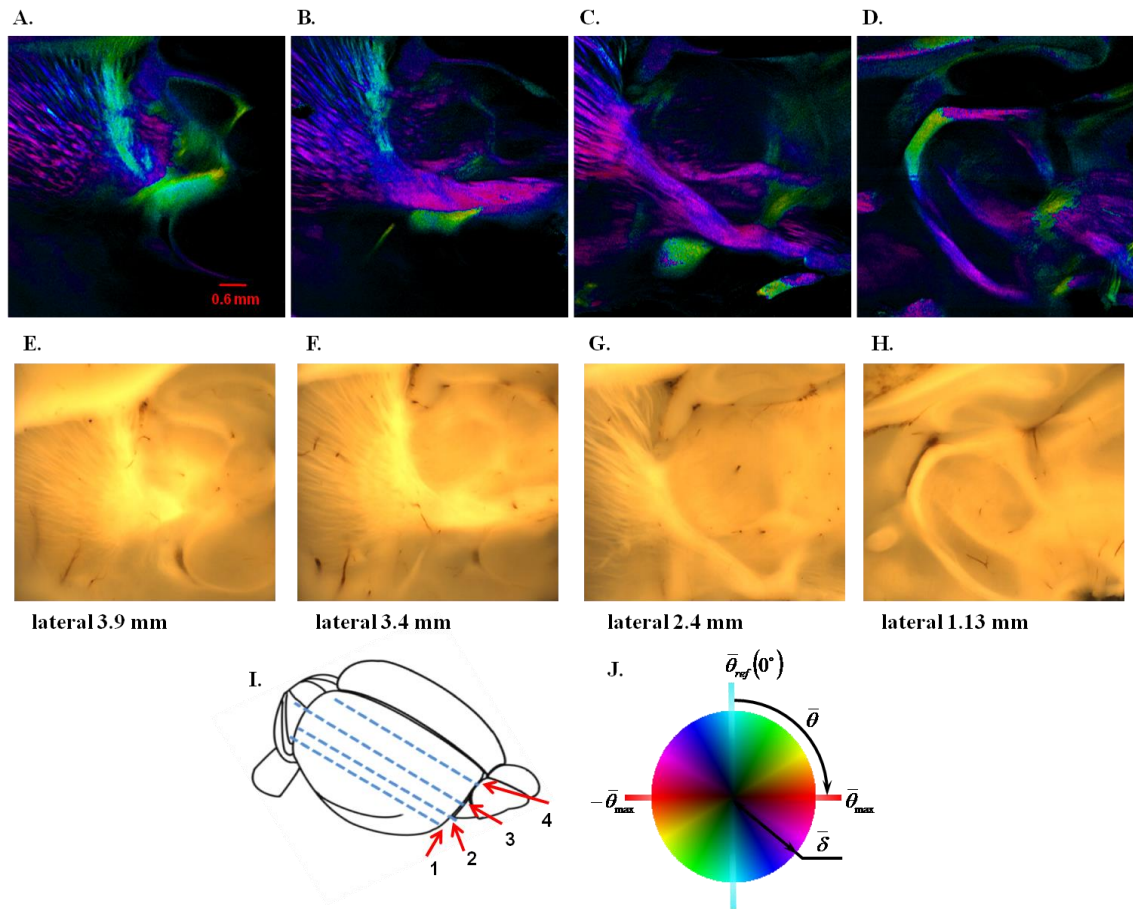 A.
B.
C.
D.
0.6 mm
E.
F.
G.
H.
lateral 3.9 mm
lateral 3.4 mm
lateral 2.4 mm
lateral 1.13 mm
I.
J.
θ̅ref(0°)
θ̅
-θ̅max
θ̅max
δ̅
4
3
1
2